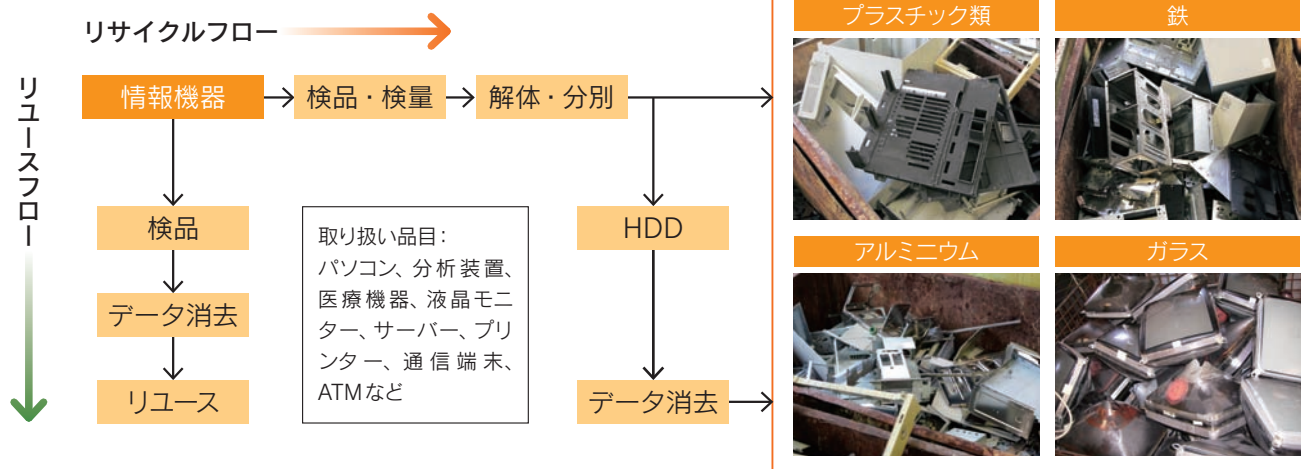 リサイクルフロー
リユースフロー
情報機器
検品・検量
解体・分別
検品
データ消去
リユース
取り扱い品目：
パソコン、分析装置、
医療機器、液晶モニ
ター、サーバー、プリ
ンター、通信端末、
ATMなど
HDD
データ消去
プラスチック類
鉄
アルミニウム
ガラス